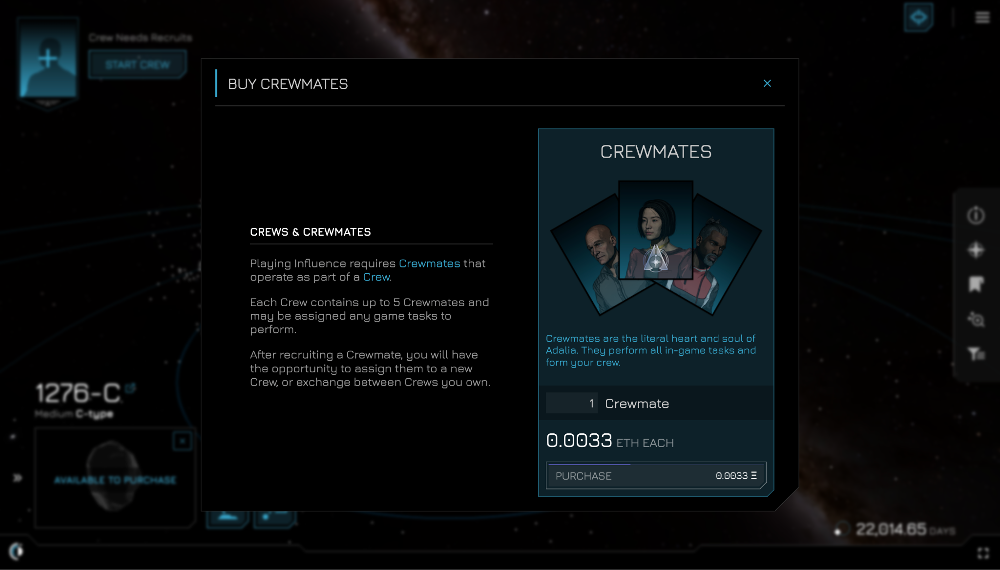 Crew Needs Recruits
START CREW
BUY CREWMATES
CREWS & CREWMATES
Playing Influence requires Crewmates that
operate as part of a Crew.
Each Crew contains up to 5 Crewmates and
may be assigned any game tasks to
perform.
After recruiting a Crewmate, you will have
the opportunity to assign them to a new
Crew, or exchange between Crews you own.
CREWMATES
Crewmates are the literal heart and soul of
Adalia. They perform all in-game tasks and
form your crew.
1 Crewmate
0.0033 ETH EACH
PURCHASE 0.0033 Ξ
1276-C
Medium C-type
AVAILABLE TO PURCHASE
22,014.65 DAYS